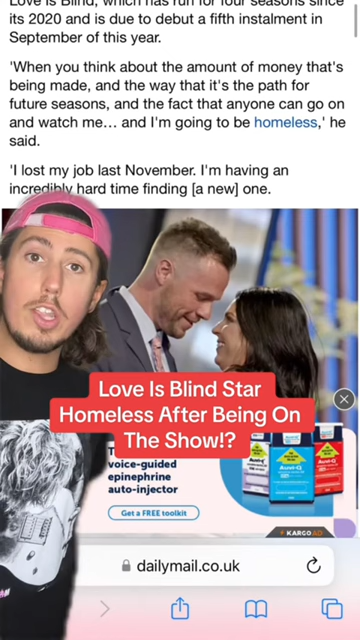 Love is Blind, which has run for four seasons since
its 2020 and is due to debut a fifth instalment in
September of this year.
'When you think about the amount of money that's
being made, and the way that it's the path for
future seasons, and the fact that anyone can go on
and watch me... and I'm going to be homeless,' he
said.
'I lost my job last November. I'm having an
incredibly hard time finding [a new] one.
Love Is Blind Star
Homeless After Being On
The Show!?
voice-guided
epinephrine
auto-injector
Get a FREE toolkit
Auvi-Q
Auvi-Q
KARGO AD
dailymail.co.uk